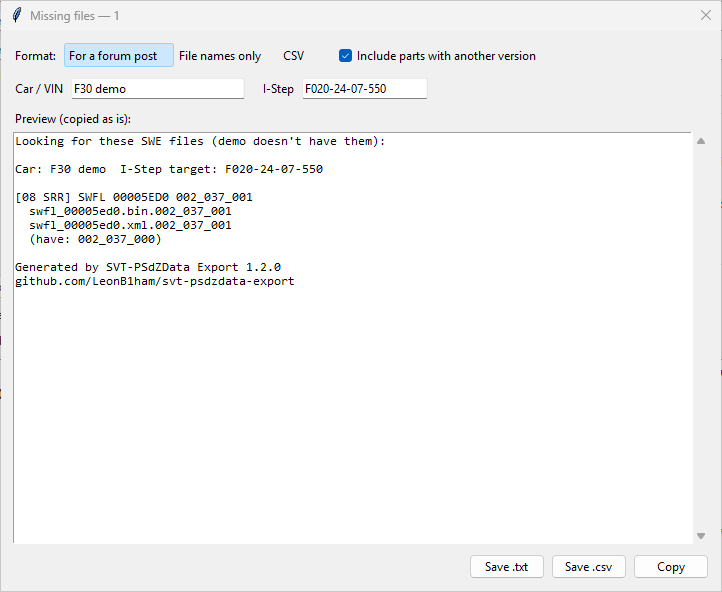 Missing files — 1
Format: For a forum post File names only CSV Include parts with another version
Car / VIN F30 demo I-Step F020-24-07-550
Preview (copied as is):
Looking for these SWE files (demo doesn't have them):
Car: F30 demo  I-Step target: F020-24-07-550
[08 SRR] SWFL 00005ED0 002_037_001
swfl_00005ed0.bin.002_037_001
swfl_00005ed0.xml.002_037_001
(have: 002_037_000)
Generated by SVT-PSdZData Export 1.2.0
github.com/LeonB1ham/svt-psdzdata-export
Save .txt Save .csv Copy